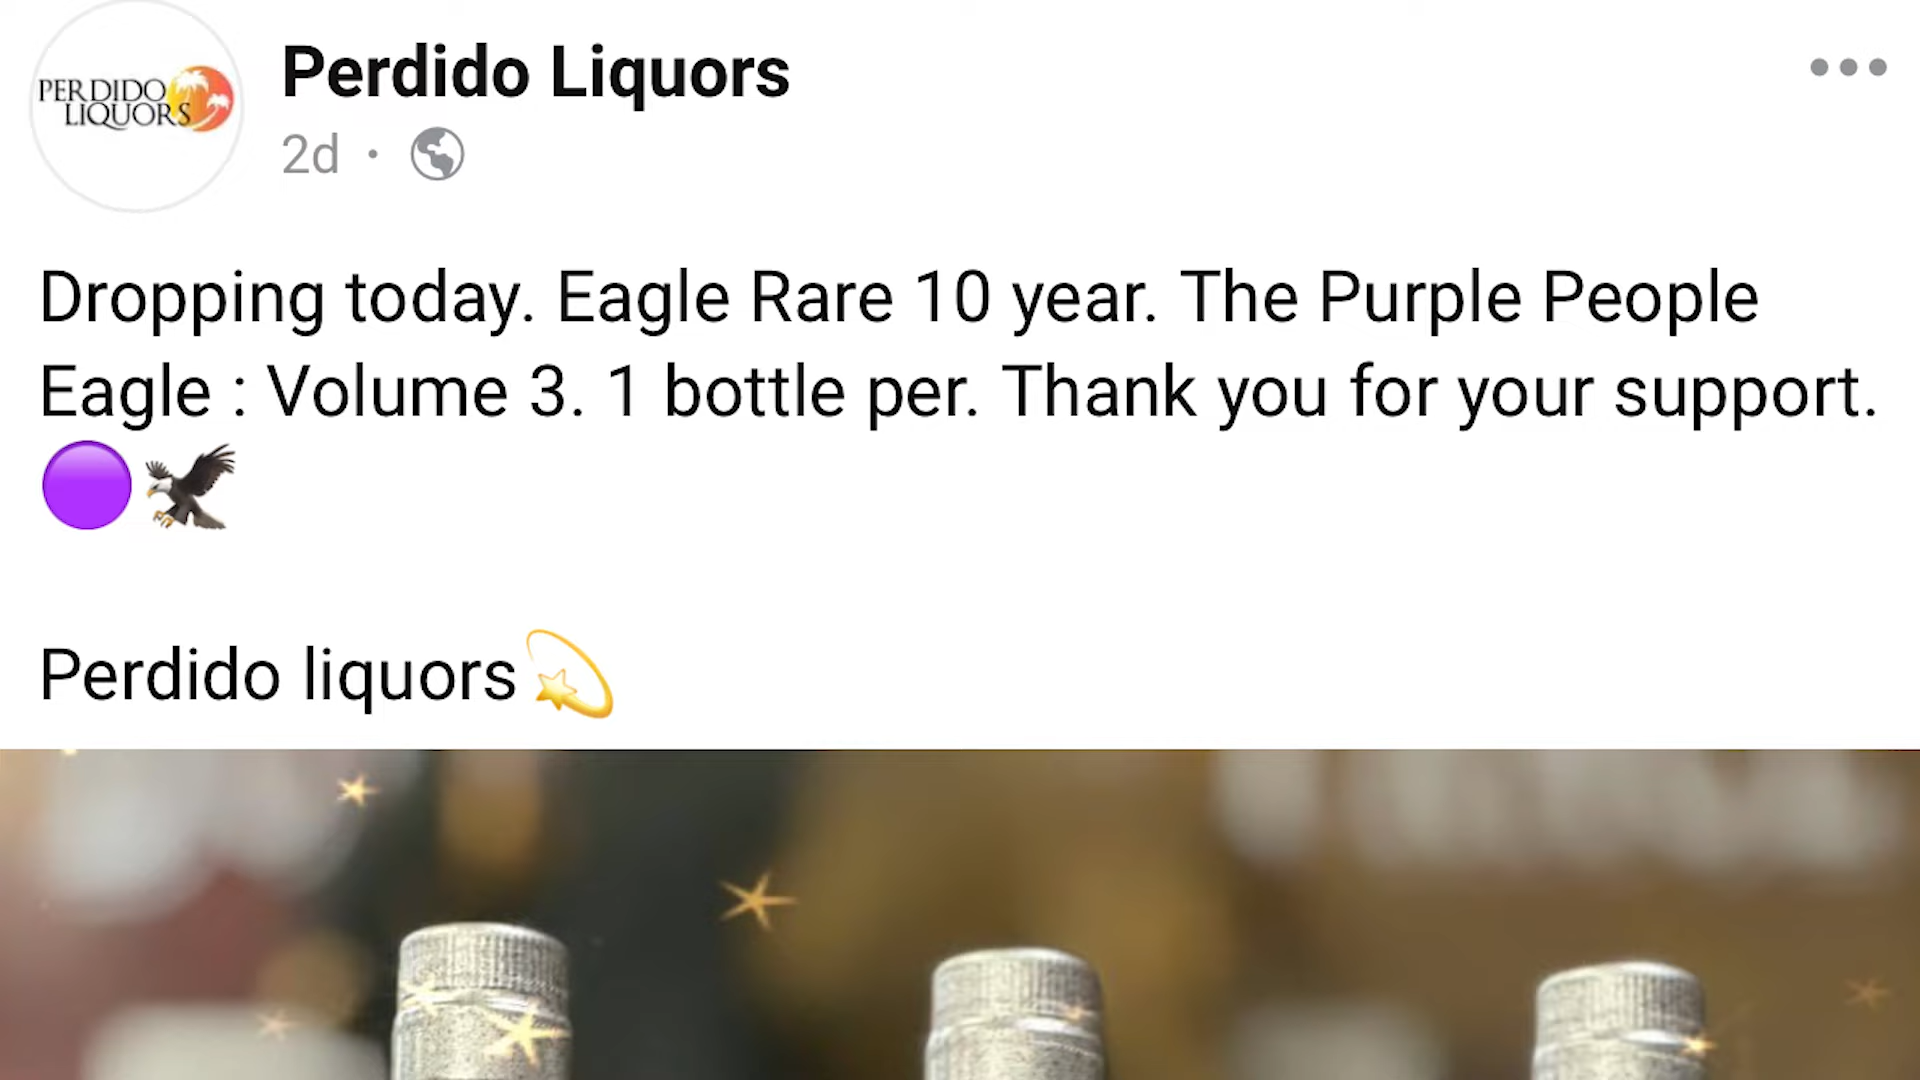 PERDIDO
LIQUORS
Perdido Liquors
2d ·
Dropping today. Eagle Rare 10 year. The Purple People
Eagle : Volume 3. 1 bottle per. Thank you for your support.
🟣🦅
Perdido liquors💫